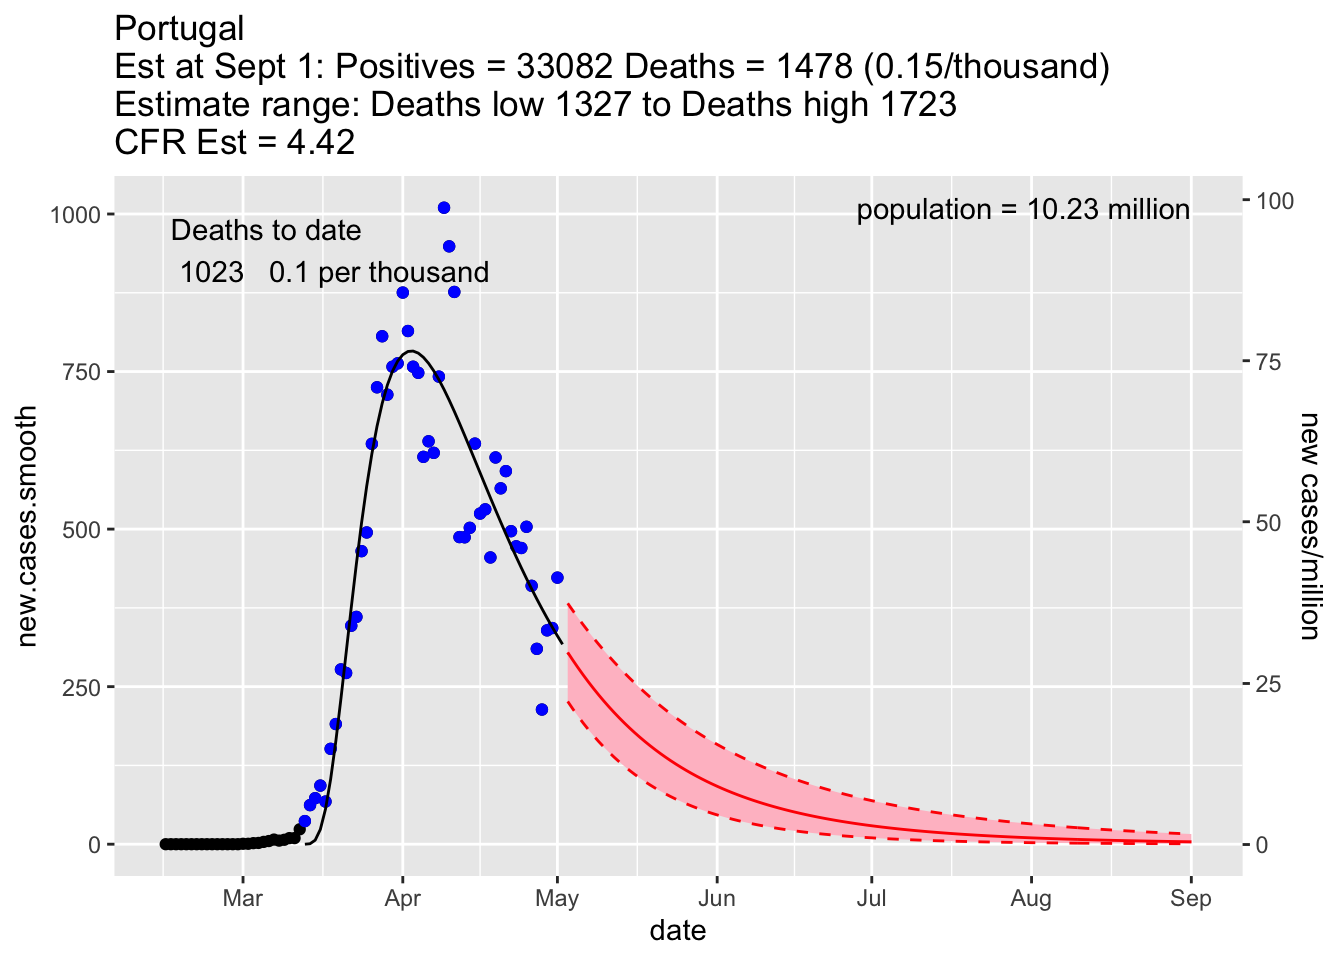 Portugal
Est at Sept 1: Positives = 33082 Deaths = 1478 (0.15/thousand)
Estimate range: Deaths low 1327 to Deaths high 1723
CFR Est = 4.42
Deaths to date
1023 0.1 per thousand
population = 10.23 million
1000
750
500
250
0
new.cases.smooth
100
75
50
25
0
new cases/million
Mar Apr May Jun Jul Aug Sep
date